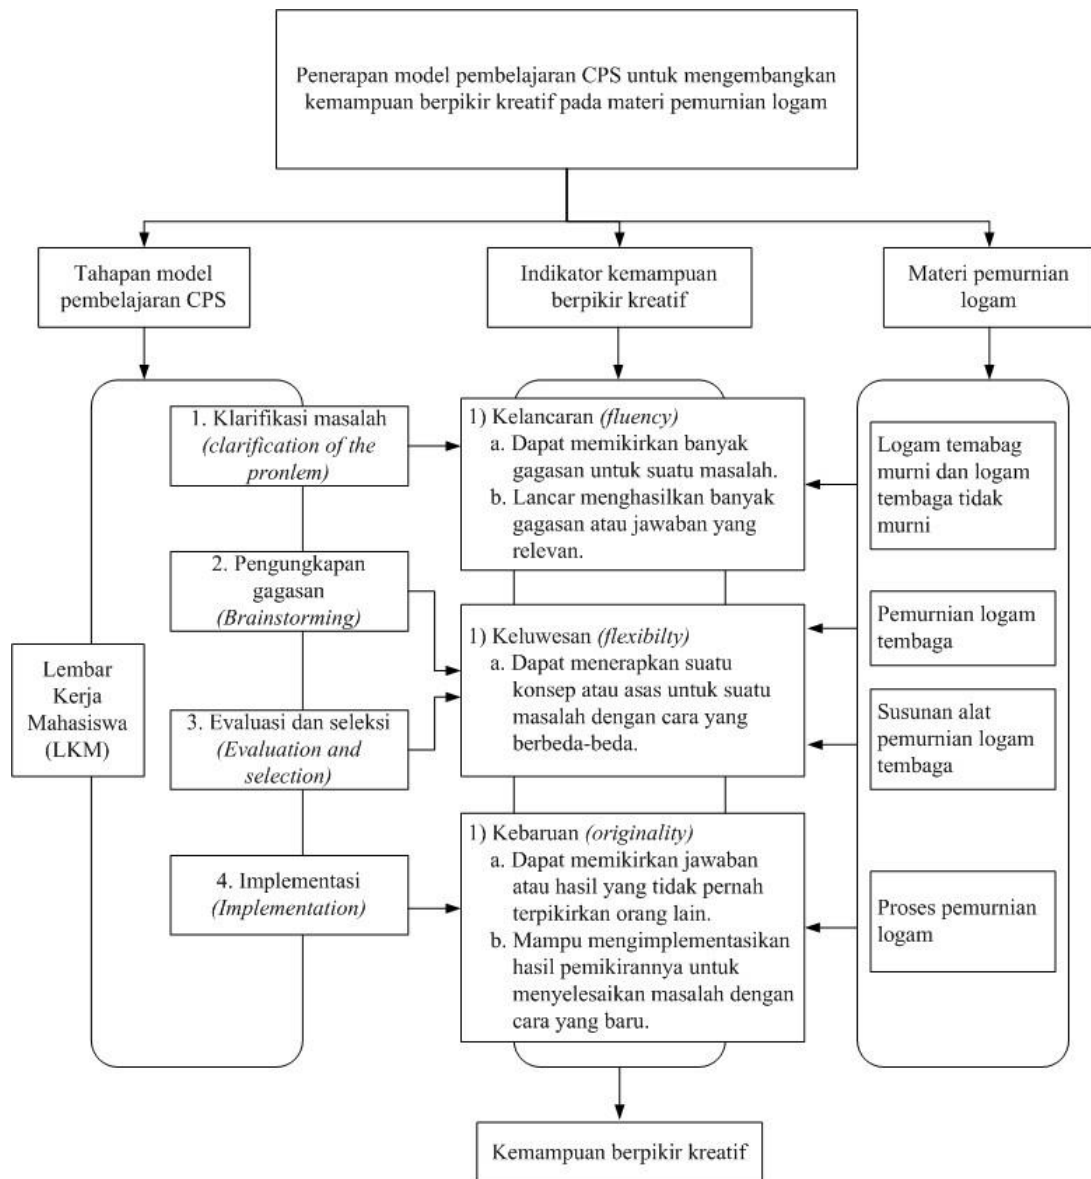 Penerapan model pembelajaran CPS untuk mengembangkan
kemampuan berpikir kreatif pada materi pemurnian logam
Tahapan model
pembelajaran CPS
Indikator kemampuan
berpikir kreatif
Materi pemurnian
logam
Lembar
Kerja
Mahasiswa
(LKM)
1. Klarifikasi masalah
(clarification of the
pronlem)
2. Pengungkapan
gagasan
(Brainstorming)
3. Evaluasi dan seleksi
(Evaluation and
selection)
4. Implementasi
(Implementation)
1) Kelancaran (fluency)
a. Dapat memikirkan banyak
gagasan untuk suatu masalah.
b. Lancar menghasilkan banyak
gagasan atau jawaban yang
relevan.
1) Keluwesan (flexibilty)
a. Dapat menerapkan suatu
konsep atau asas untuk suatu
masalah dengan cara yang
berbeda-beda.
1) Kebaruan (originality)
a. Dapat memikirkan jawaban
atau hasil yang tidak pernah
terpikirkan orang lain.
b. Mampu mengimplementasikan
hasil pemikirannya untuk
menyelesaikan masalah dengan
cara yang baru.
Logam temabag
murni dan logam
tembaga tidak
murni
Pemurnian logam
tembaga
Susunan alat
pemurnian logam
tembaga
Proses pemurnian
logam
Kemampuan berpikir kreatif